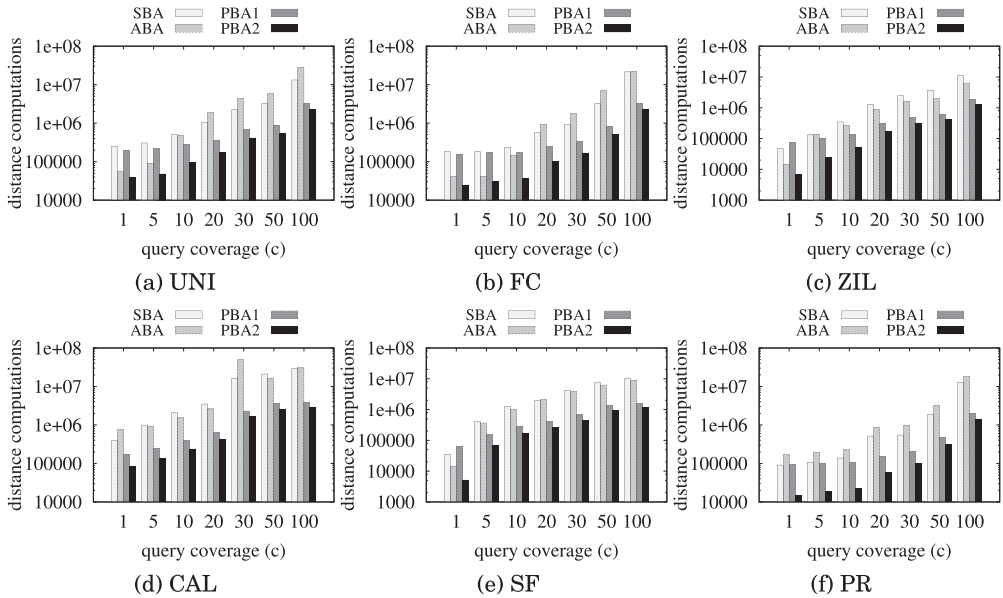 SBA PBA1
ABA PBA2
1e+08
1e+07
1e+06
100000
10000
distance computations
1 5 10 20 30 50 100
query coverage (c)
(a) UNI
SBA PBA1
ABA PBA2
1e+08
1e+07
1e+06
100000
10000
distance computations
1 5 10 20 30 50 100
query coverage (c)
(b) FC
SBA PBA1
ABA PBA2
1e+08
1e+07
1e+06
100000
10000
1000
distance computations
1 5 10 20 30 50 100
query coverage (c)
(c) ZIL
SBA PBA1
ABA PBA2
1e+08
1e+07
1e+06
100000
10000
distance computations
1 5 10 20 30 50 100
query coverage (c)
(d) CAL
SBA PBA1
ABA PBA2
1e+08
1e+07
1e+06
100000
10000
1000
distance computations
1 5 10 20 30 50 100
query coverage (c)
(e) SF
SBA PBA1
ABA PBA2
1e+08
1e+07
1e+06
100000
10000
distance computations
1 5 10 20 30 50 100
query coverage (c)
(f) PR